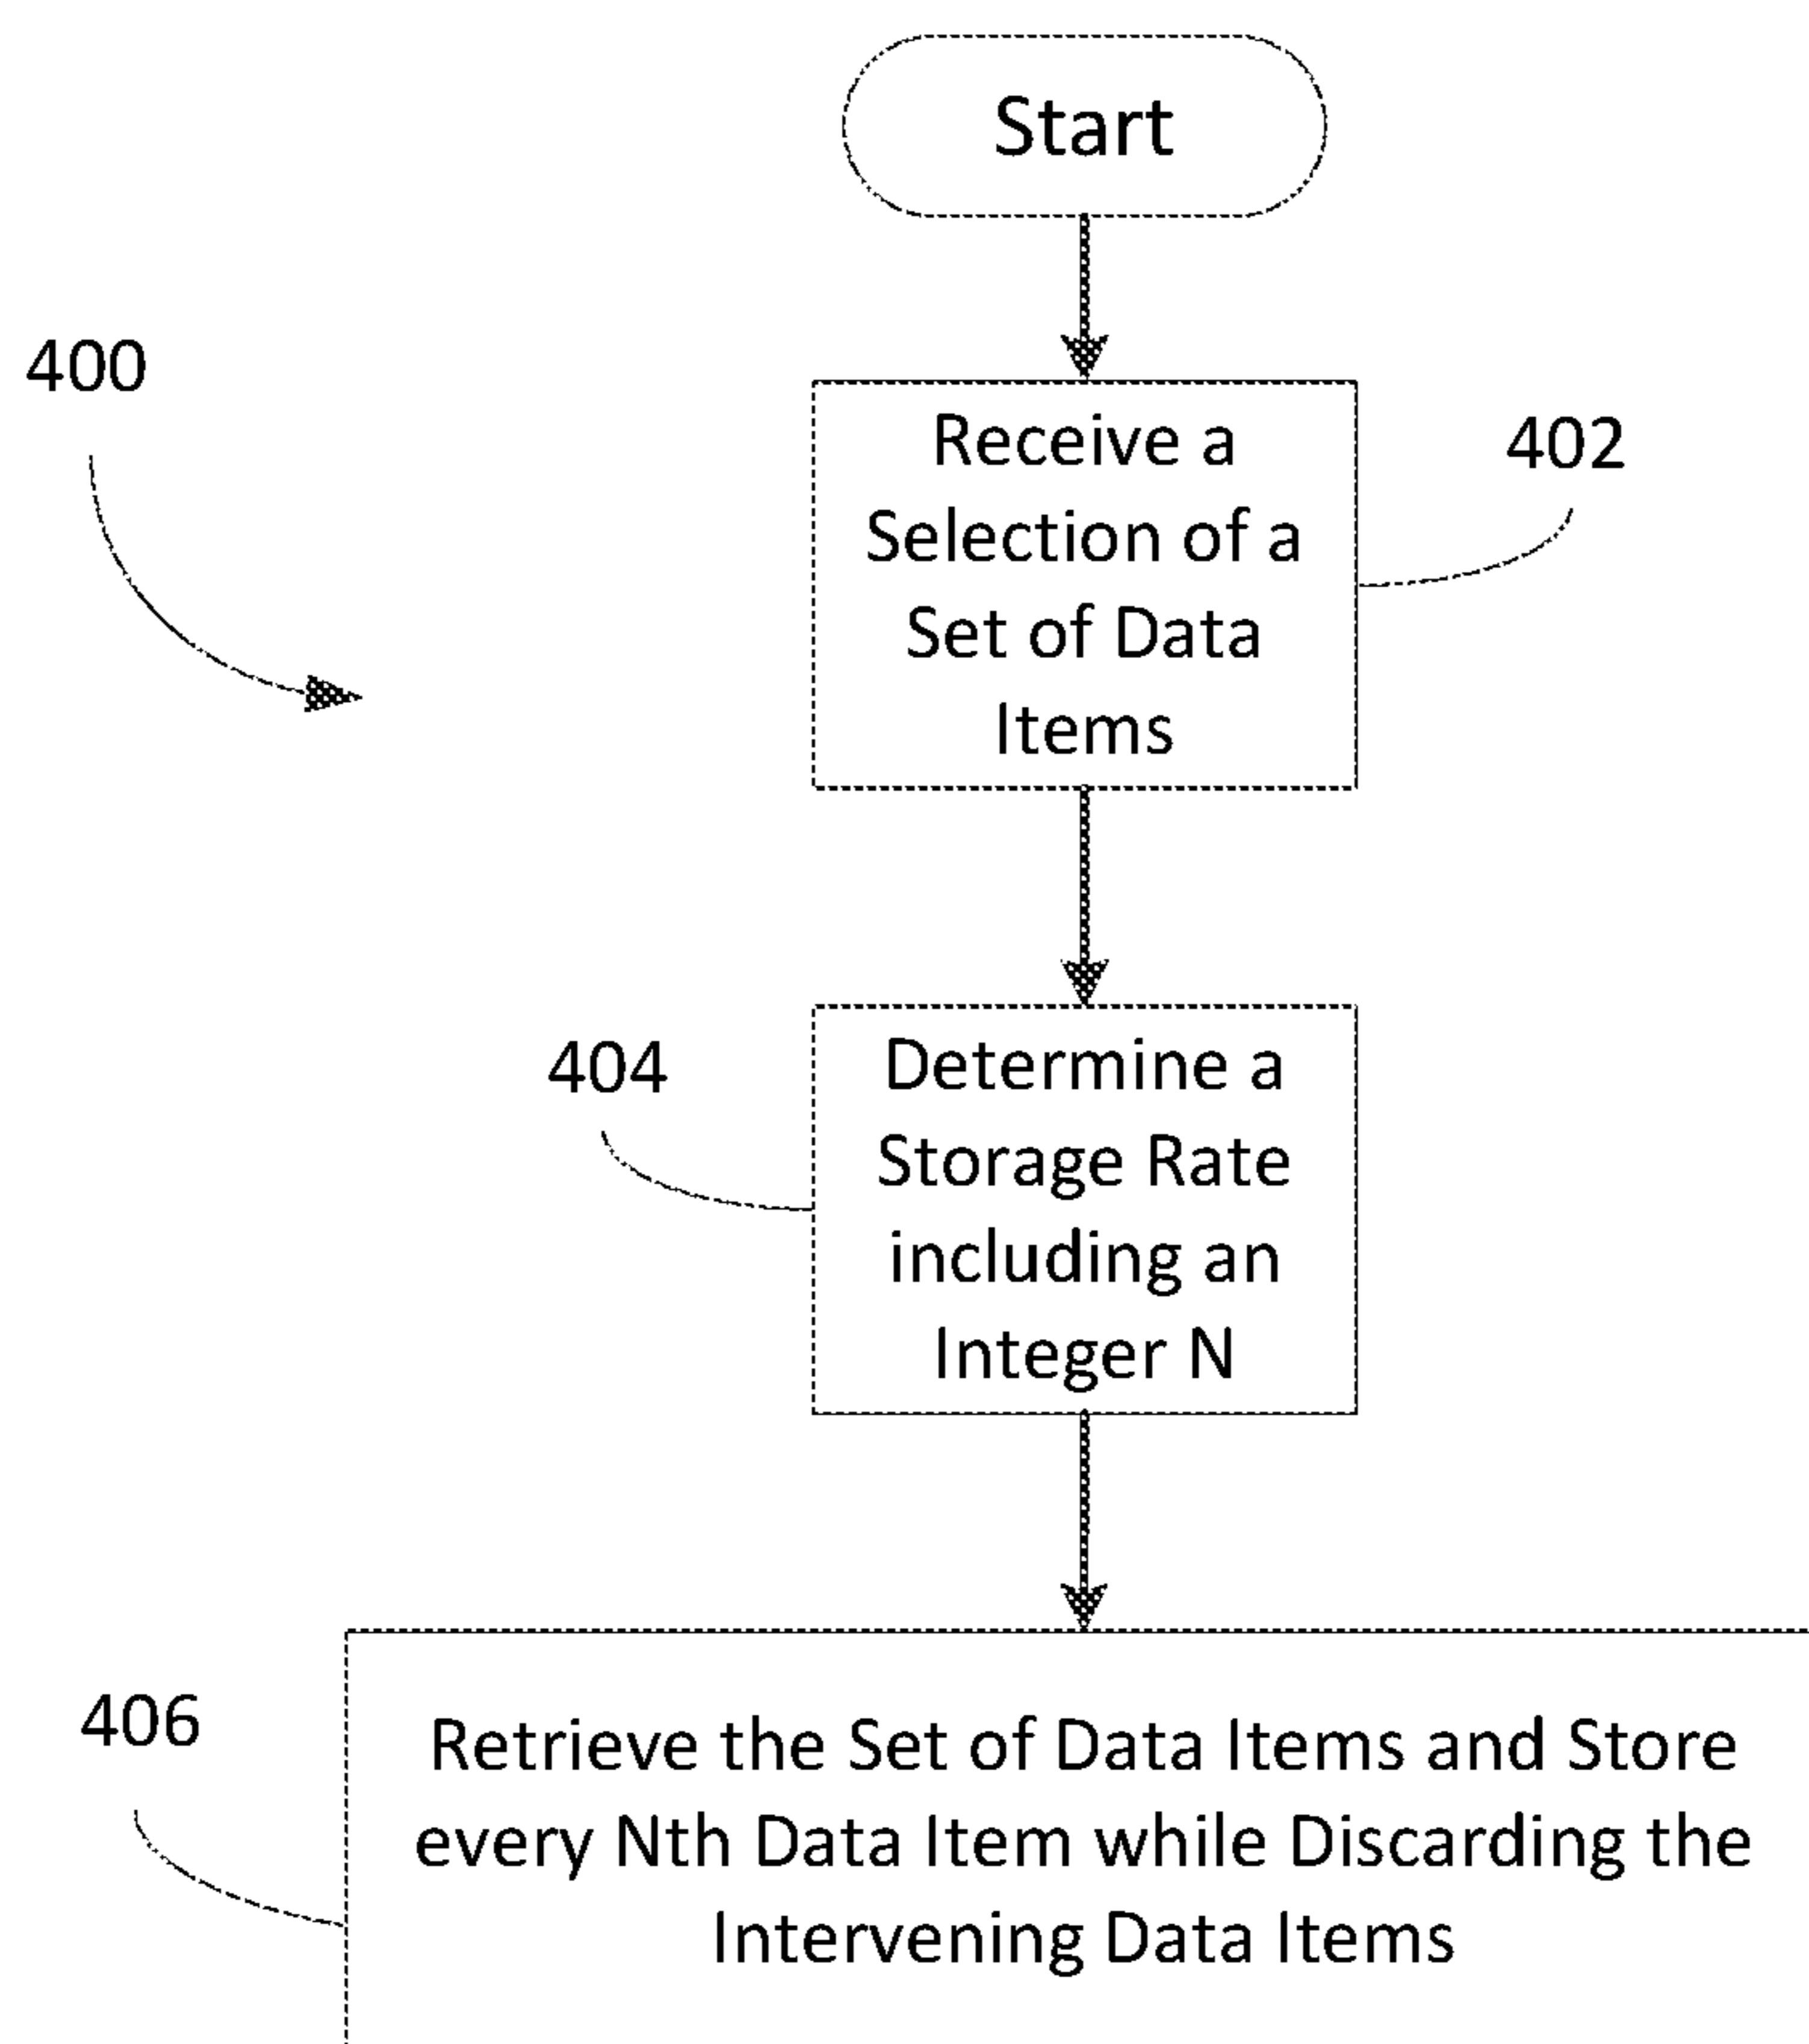 Start
400
Receive a
Selection of a
Set of Data
Items
402
404
Determine a
Storage Rate
including an
Integer N
406
Retrieve the Set of Data Items and Store
every Nth Data Item while Discarding the
Intervening Data Items